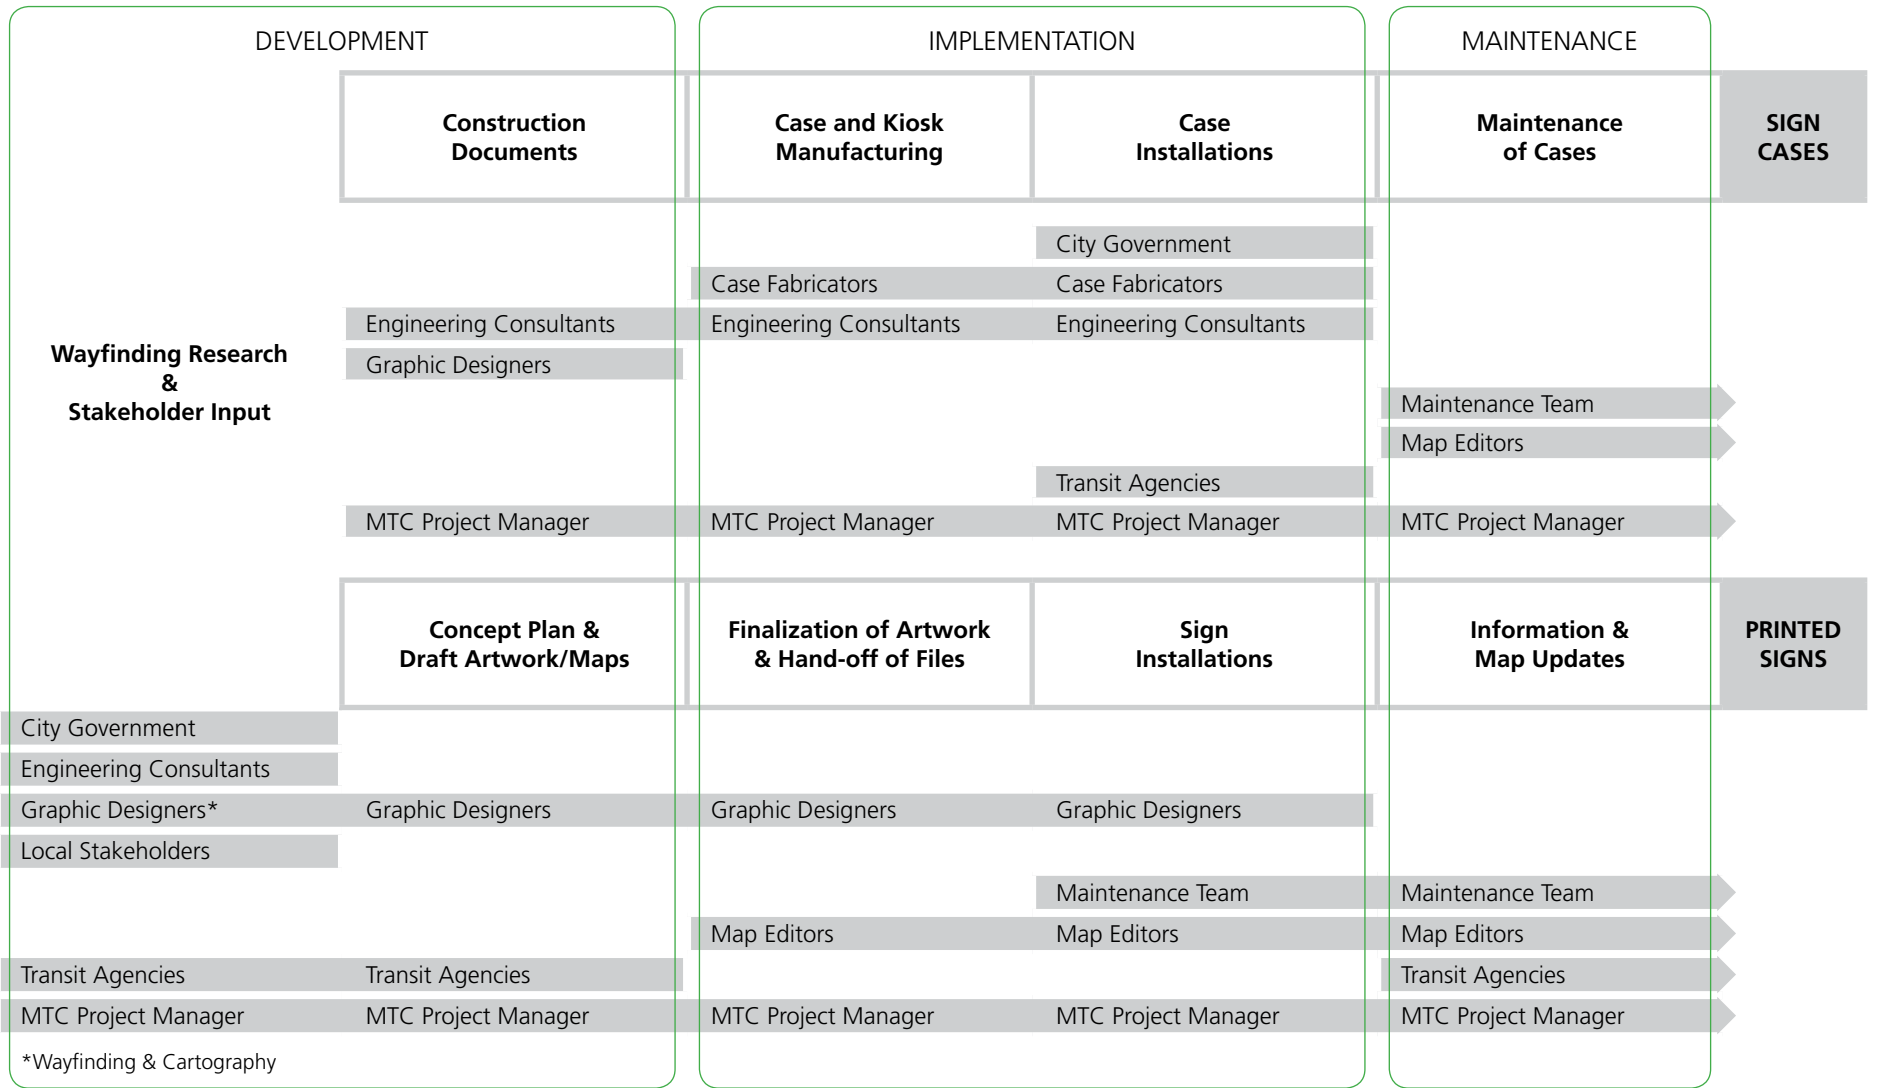 DEVELOPMENT
IMPLEMENTATION
MAINTENANCE
Construction
Documents
Case and Kiosk
Manufacturing
Case
Installations
Maintenance
of Cases
SIGN
CASES
City Government
Case Fabricators
Case Fabricators
Engineering Consultants
Engineering Consultants
Engineering Consultants
Wayfinding Research
&
Stakeholder Input
Graphic Designers
Maintenance Team
Map Editors
Transit Agencies
MTC Project Manager
MTC Project Manager
MTC Project Manager
MTC Project Manager
Concept Plan &
Draft Artwork/Maps
Finalization of Artwork
& Hand-off of Files
Sign
Installations
Information &
Map Updates
PRINTED
SIGNS
City Government
Engineering Consultants
Graphic Designers*
Graphic Designers
Graphic Designers
Graphic Designers
Local Stakeholders
Maintenance Team
Maintenance Team
Map Editors
Map Editors
Map Editors
Transit Agencies
Transit Agencies
Transit Agencies
MTC Project Manager
MTC Project Manager
MTC Project Manager
MTC Project Manager
MTC Project Manager
*Wayfinding & Cartography